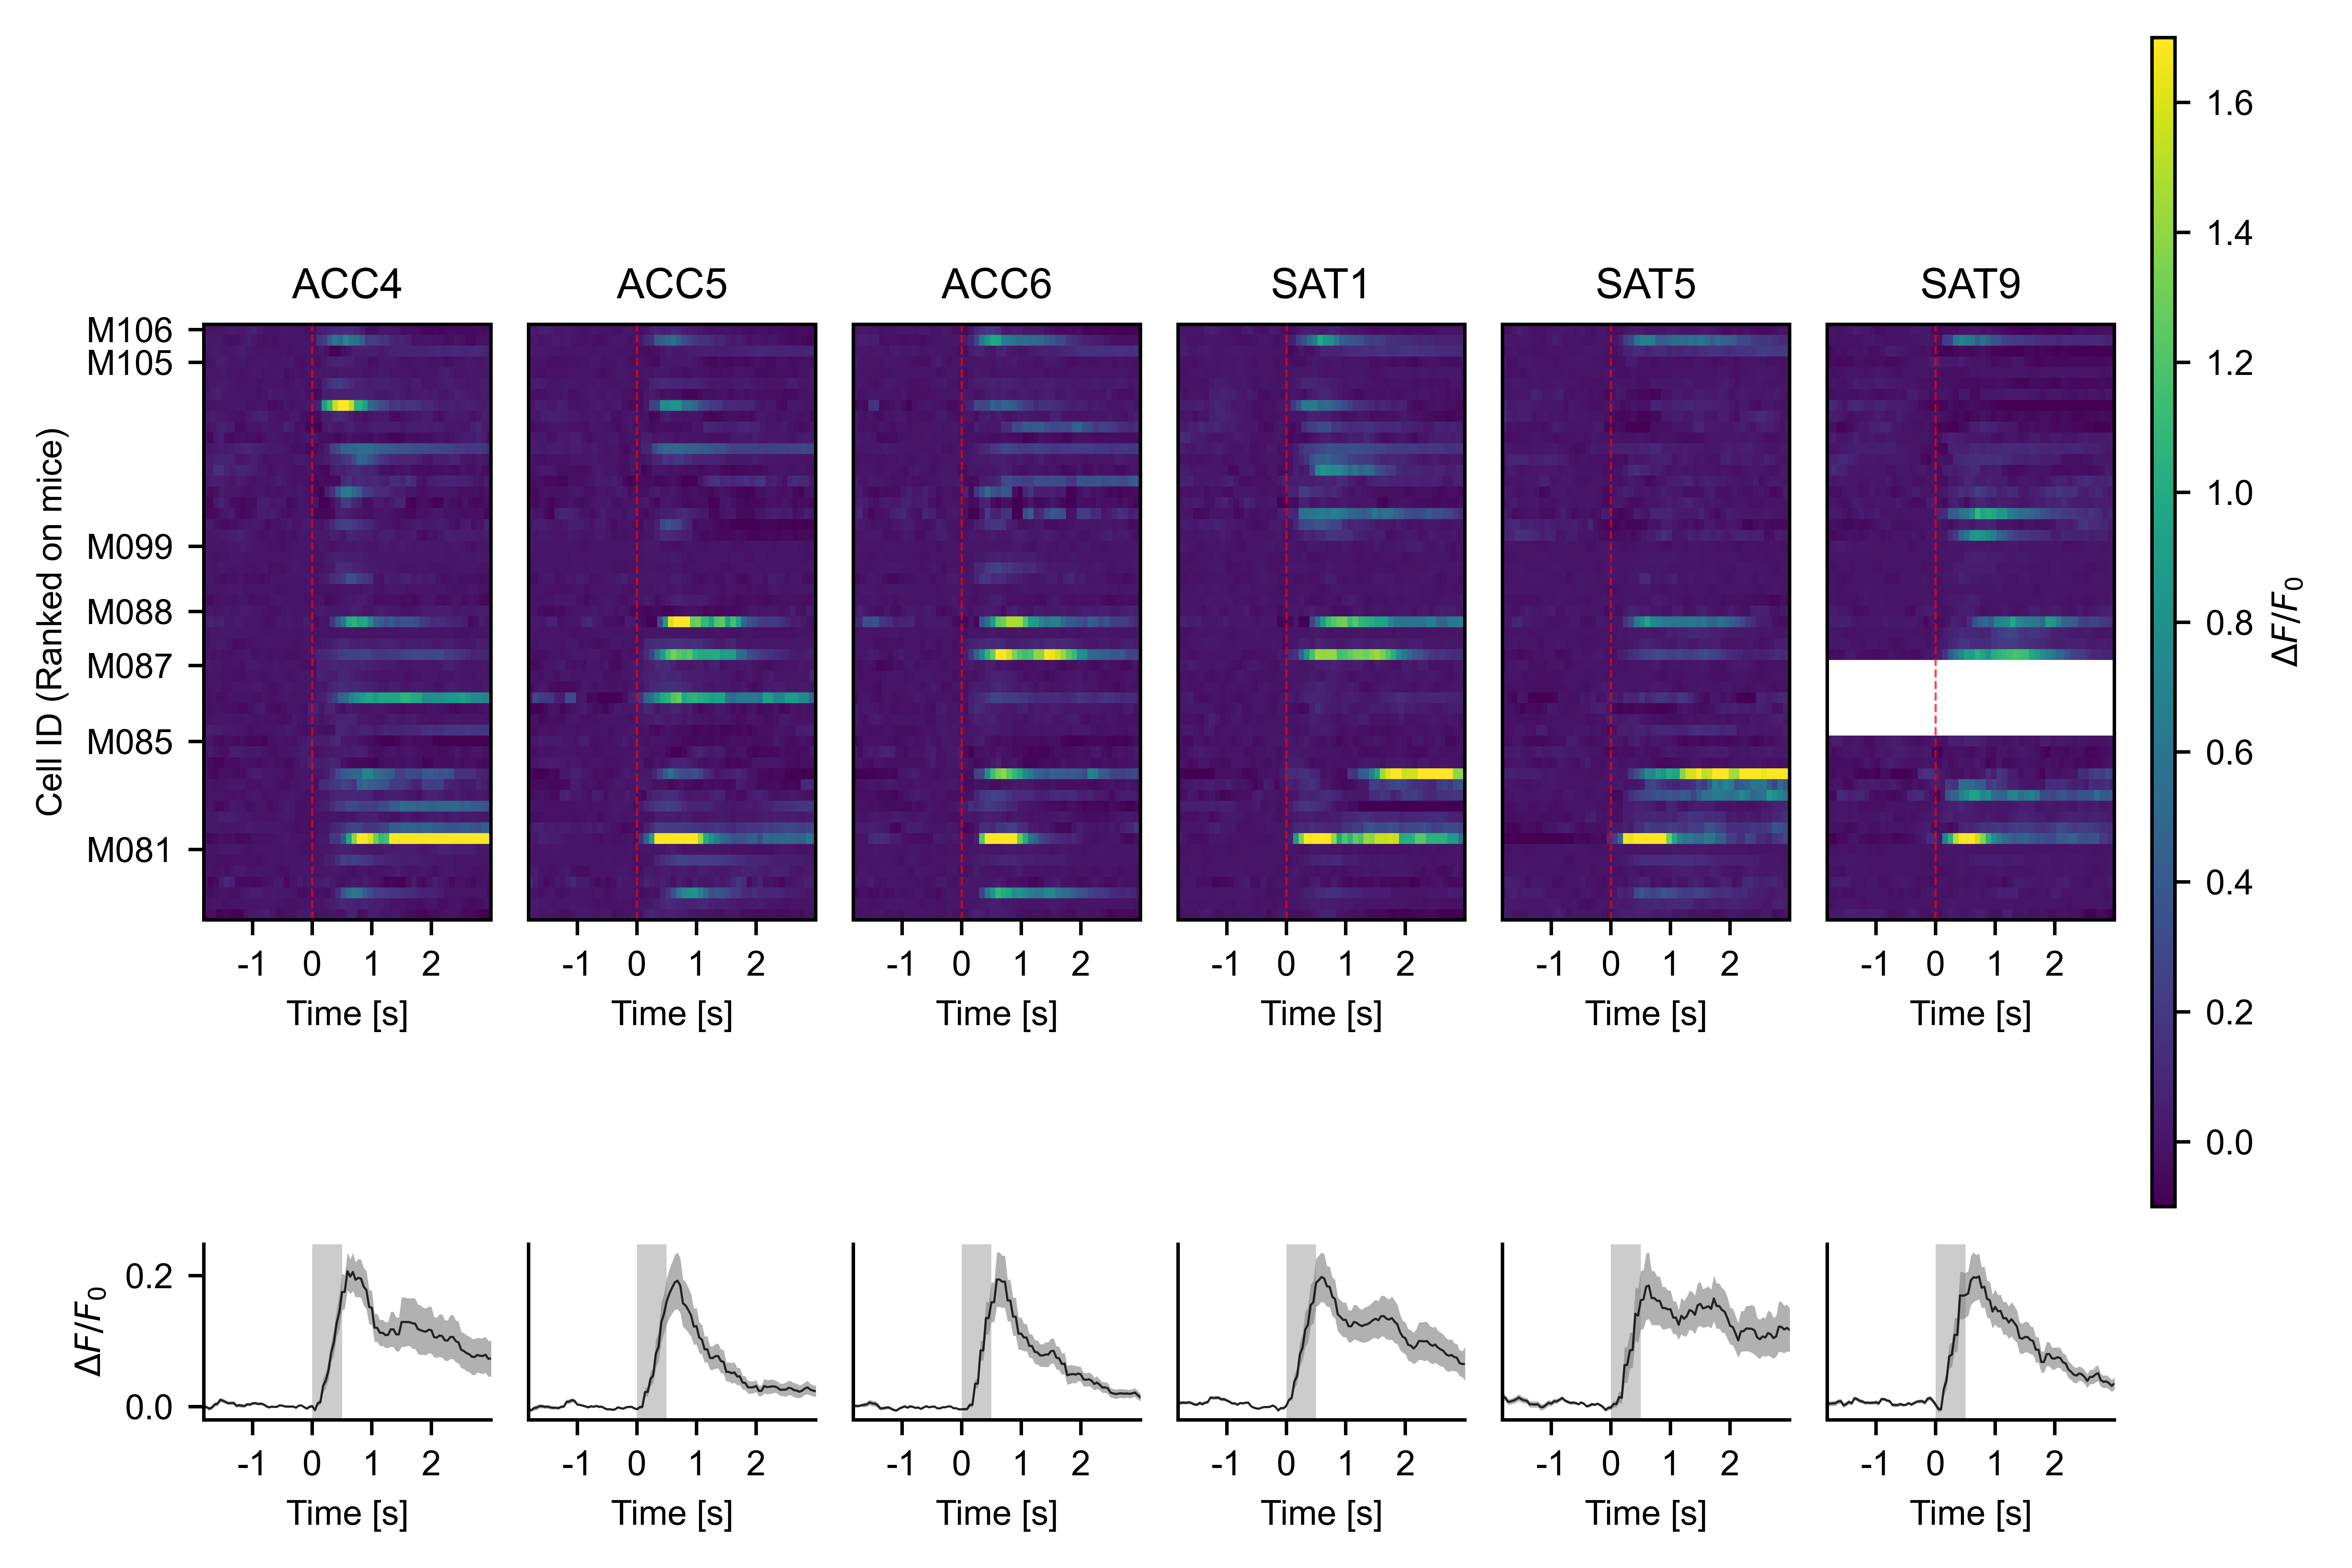 ACC4 ACC5 ACC6 SAT1 SAT5 SAT9
Cell ID (Ranked on mice)
M106
M105
M099
M088
M087
M085
M081
-1 0 1 2 -1 0 1 2 -1 0 1 2 -1 0 1 2 -1 0 1 2 -1 0 1 2
Time [s] Time [s] Time [s] Time [s] Time [s] Time [s]
1.6
1.4
1.2
1.0
0.8
0.6
0.4
0.2
0.0
ΔF/F₀
ΔF/F₀
0.2
0.0
-1 0 1 2 -1 0 1 2 -1 0 1 2 -1 0 1 2 -1 0 1 2 -1 0 1 2
Time [s] Time [s] Time [s] Time [s] Time [s] Time [s]